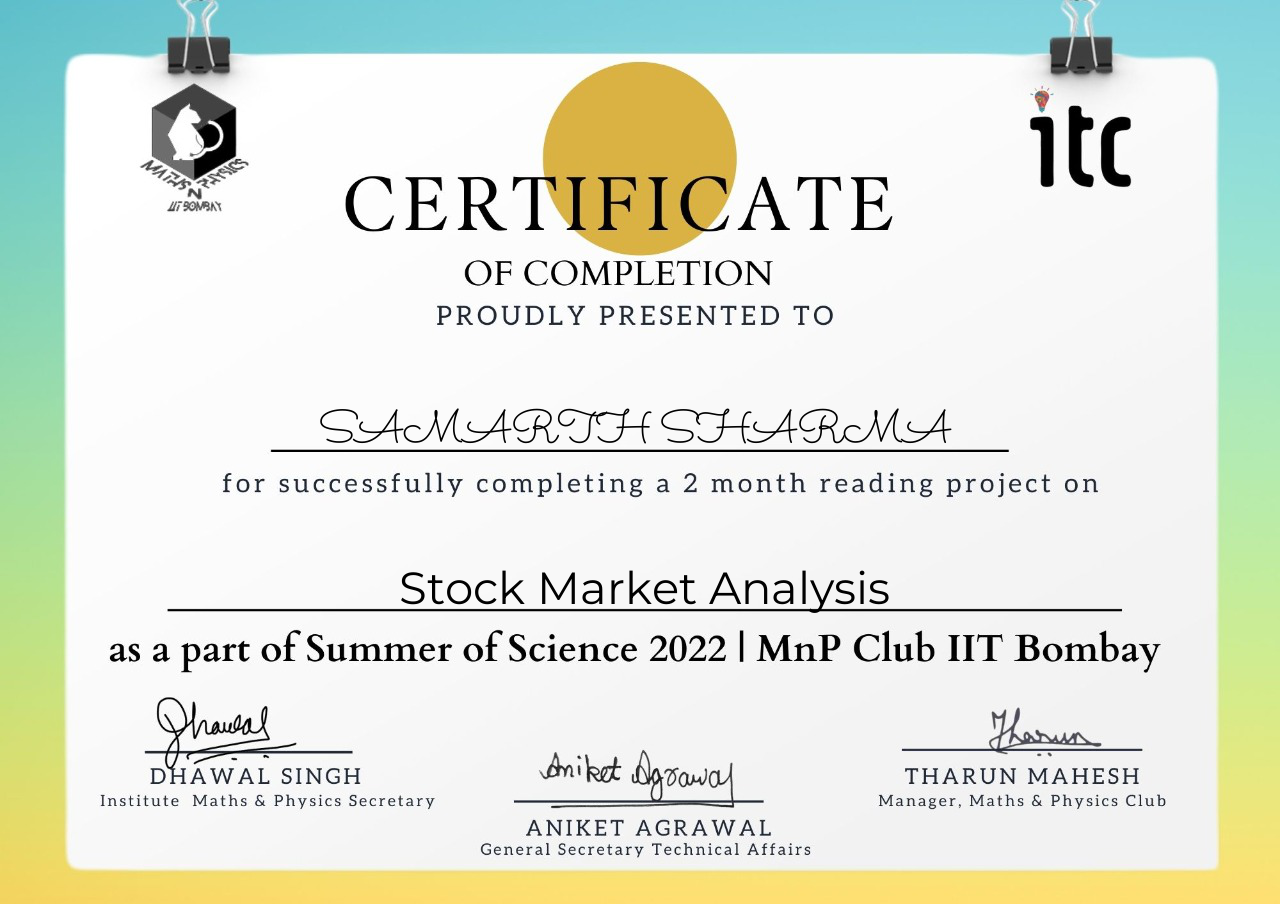 MATHS N PHYSICS
IIT BOMBAY
itc
CERTIFICATE
OF COMPLETION
PROUDLY PRESENTED TO
SAMARTH SHARMA
for successfully completing a 2 month reading project on
Stock Market Analysis
as a part of Summer of Science 2022 | MnP Club IIT Bombay
Dhawal
DHAWAL SINGH
Institute Maths & Physics Secretary
Aniket Agrawal
ANIKET AGRAWAL
General Secretary Technical Affairs
Tharun
THARUN MAHESH
Manager, Maths & Physics Club